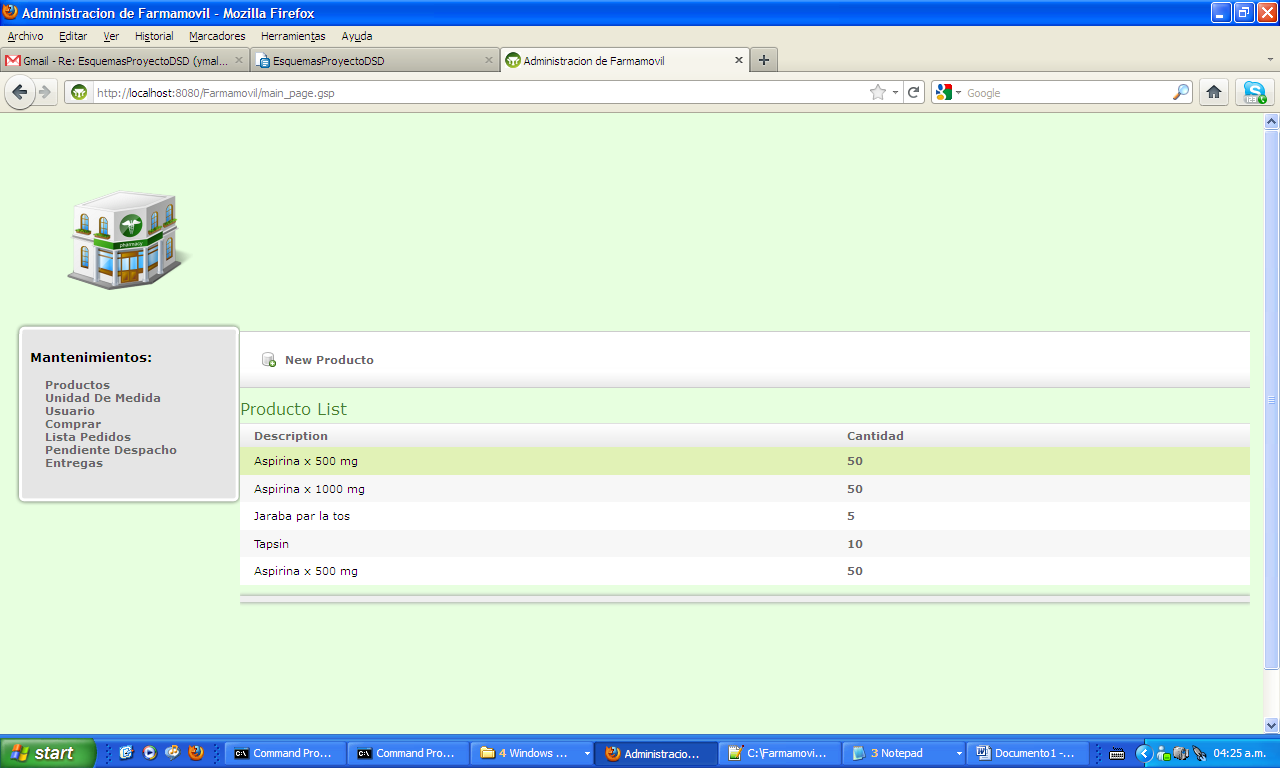 Administracion de Farmamovil - Mozilla Firefox
Archivo Editar Ver Historial Marcadores Herramientas Ayuda
Gmail - Re: EsquemasProyectoDSD (ymal... EsquemasProyectoDSD Administracion de Farmamovil
http://localhost:8080/Farmamovil/main_page.gsp Google
pharmacy
Mantenimientos:
Productos
Unidad De Medida
Usuario
Comprar
Lista Pedidos
Pendiente Despacho
Entregas
New Producto
Producto List
Description Cantidad
Aspirina x 500 mg 50
Aspirina x 1000 mg 50
Jaraba par la tos 5
Tapsin 10
Aspirina x 500 mg 50
start Command Pro... Command Pro... 4 Windows ... Administracio... C:\Farmamovi... 3 Notepad Documento1 -... 04:25 a.m.